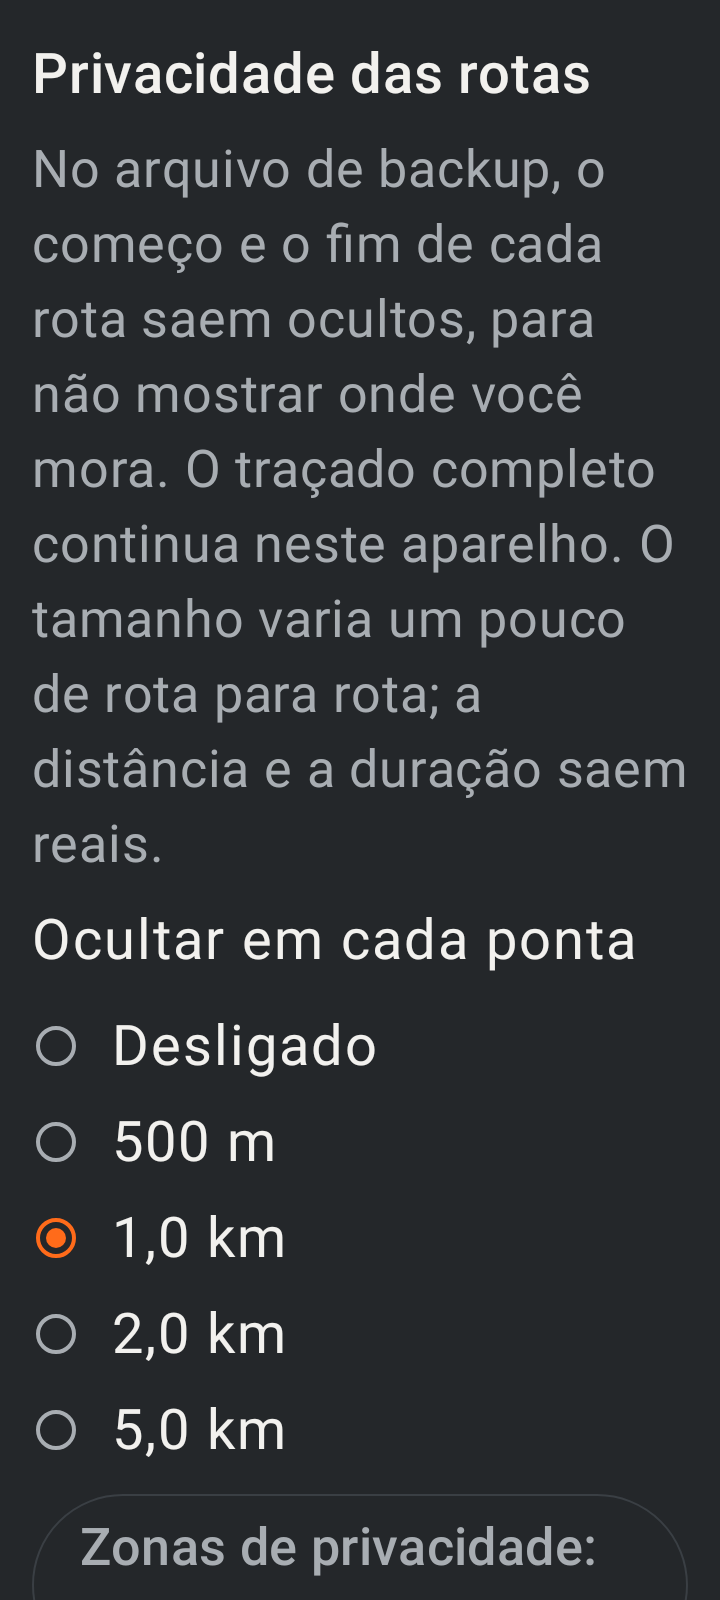 Privacidade das rotas
No arquivo de backup, o
começo e o fim de cada
rota saem ocultos, para
não mostrar onde você
mora. O traçado completo
continua neste aparelho. O
tamanho varia um pouco
de rota para rota; a
distância e a duração saem
reais.
Ocultar em cada ponta
Desligado
500 m
1,0 km
2,0 km
5,0 km
Zonas de privacidade: